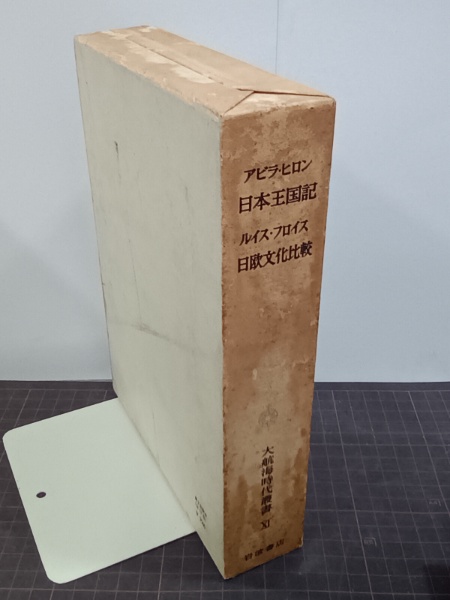 アビラ・ヒロン
日本王国記
ルイス・フロイス
日欧文化比較
大航海時代叢書 XI
岩波書店